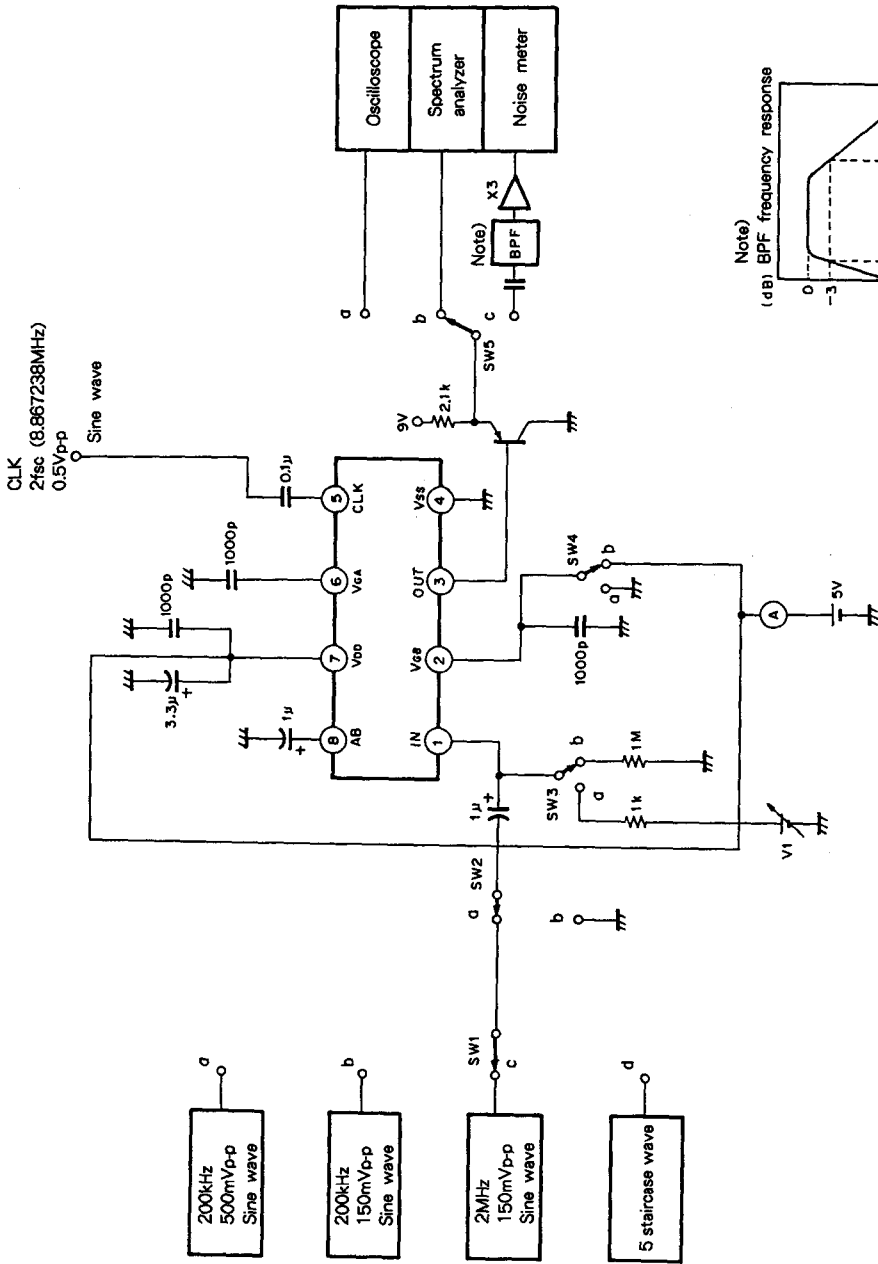 CLK
2fsc (8.867238MHz)
0.5Vp-p
Sine wave
200kHz
500mVp-p
Sine wave
a
200kHz
150mVp-p
Sine wave
b
2MHz
150mVp-p
Sine wave
SW1
c
5 staircase wave
d
SW2
a
b
1μ
+
SW3
a
b
1k
1M
V1
3.3μ
+
1000p
1000p
1μ
+
0.1μ
8
7
6
5
AB
VDD
VGA
CLK
IN
VGB
OUT
VSS
1
2
3
4
1000p
SW4
a
b
A
5V
9V
2.1k
SW5
a
b
c
Note)
BPF
X3
Oscilloscope
Spectrum
analyzer
Noise meter
Note)
(dB) BPF frequency response
0
-3